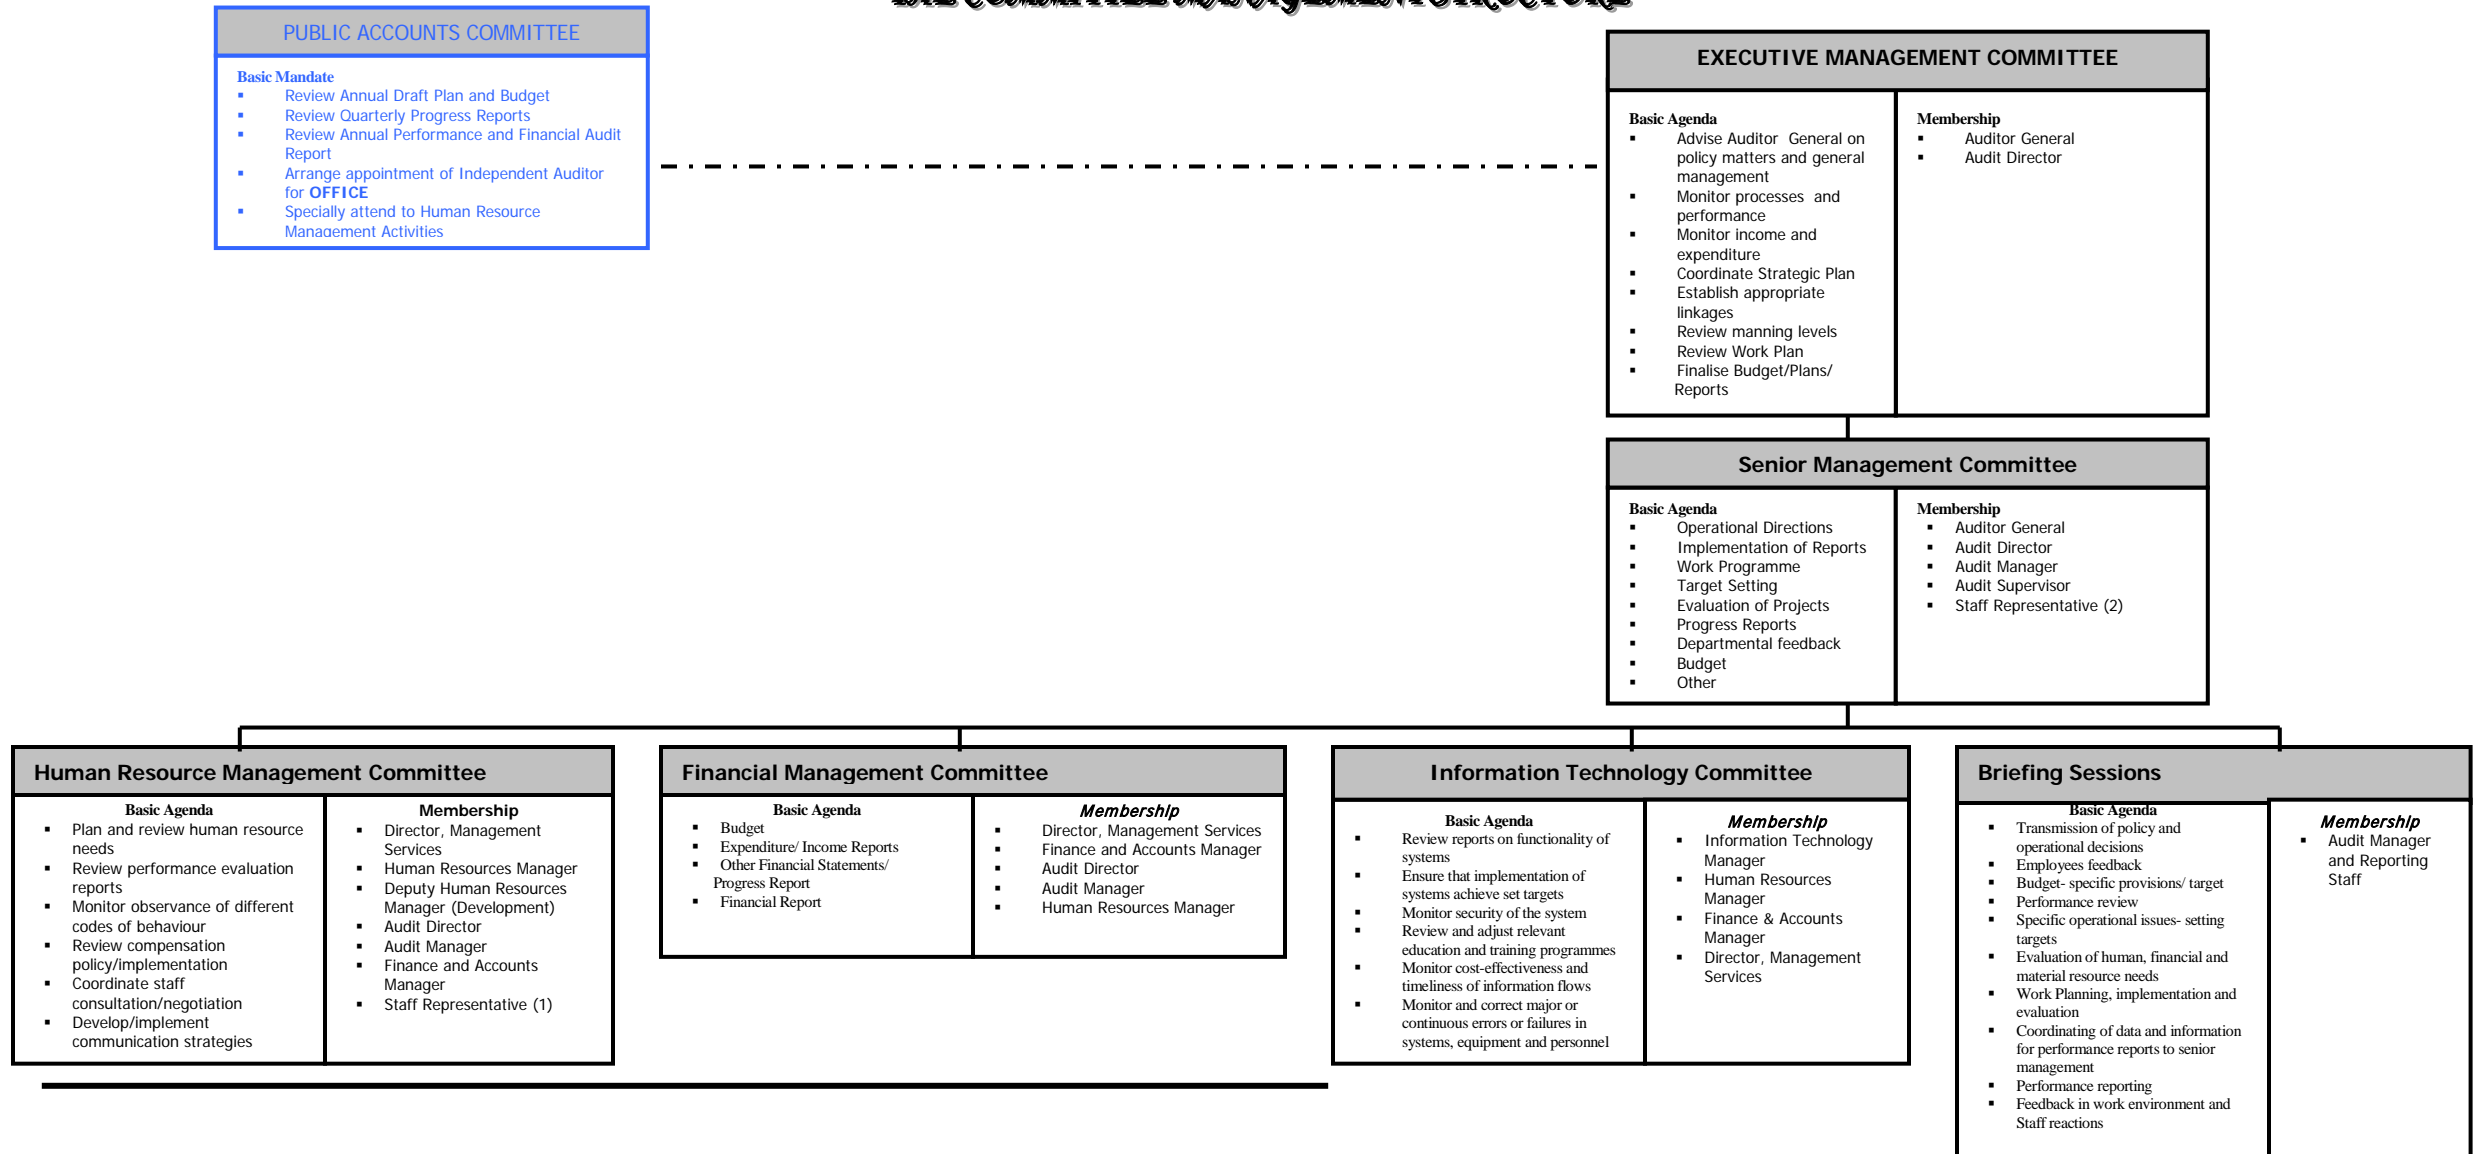 PUBLIC ACCOUNTS COMMITTEE
Basic Mandate
▪ Review Annual Draft Plan and Budget
▪ Review Quarterly Progress Reports
▪ Review Annual Performance and Financial Audit
Report
▪ Arrange appointment of Independent Auditor
for OFFICE
▪ Specially attend to Human Resource
Management Activities
EXECUTIVE MANAGEMENT COMMITTEE
Basic Agenda
▪ Advise Auditor General on
policy matters and general
management
▪ Monitor processes and
performance
▪ Monitor income and
expenditure
▪ Coordinate Strategic Plan
▪ Establish appropriate
linkages
▪ Review manning levels
▪ Review Work Plan
▪ Finalise Budget/Plans/
Reports
Membership
▪ Auditor General
▪ Audit Director
Senior Management Committee
Basic Agenda
▪ Operational Directions
▪ Implementation of Reports
▪ Work Programme
▪ Target Setting
▪ Evaluation of Projects
▪ Progress Reports
▪ Departmental feedback
▪ Budget
▪ Other
Membership
▪ Auditor General
▪ Audit Director
▪ Audit Manager
▪ Audit Supervisor
▪ Staff Representative (2)
Human Resource Management Committee
Basic Agenda
▪ Plan and review human resource
needs
▪ Review performance evaluation
reports
▪ Monitor observance of different
codes of behaviour
▪ Review compensation
policy/implementation
▪ Coordinate staff
consultation/negotiation
▪ Develop/implement
communication strategies
Membership
▪ Director, Management
Services
▪ Human Resources Manager
▪ Deputy Human Resources
Manager (Development)
▪ Audit Director
▪ Audit Manager
▪ Finance and Accounts
Manager
▪ Staff Representative (1)
Financial Management Committee
Basic Agenda
▪ Budget
▪ Expenditure/ Income Reports
▪ Other Financial Statements/
Progress Report
▪ Financial Report
Membership
▪ Director, Management Services
▪ Finance and Accounts Manager
▪ Audit Director
▪ Audit Manager
▪ Human Resources Manager
Information Technology Committee
Basic Agenda
▪ Review reports on functionality of
systems
▪ Ensure that implementation of
systems achieve set targets
▪ Monitor security of the system
▪ Review and adjust relevant
education and training programmes
▪ Monitor cost-effectiveness and
timeliness of information flows
▪ Monitor and correct major or
continuous errors or failures in
systems, equipment and personnel
Membership
▪ Information Technology
Manager
▪ Human Resources
Manager
▪ Finance & Accounts
Manager
▪ Director, Management
Services
Briefing Sessions
Basic Agenda
▪ Transmission of policy and
operational decisions
▪ Employees feedback
▪ Budget- specific provisions/ target
▪ Performance review
▪ Specific operational issues- setting
targets
▪ Evaluation of human, financial and
material resource needs
▪ Work Planning, implementation and
evaluation
▪ Coordinating of data and information
for performance reports to senior
management
▪ Performance reporting
▪ Feedback in work environment and
Staff reactions
Membership
▪ Audit Manager
and Reporting
Staff